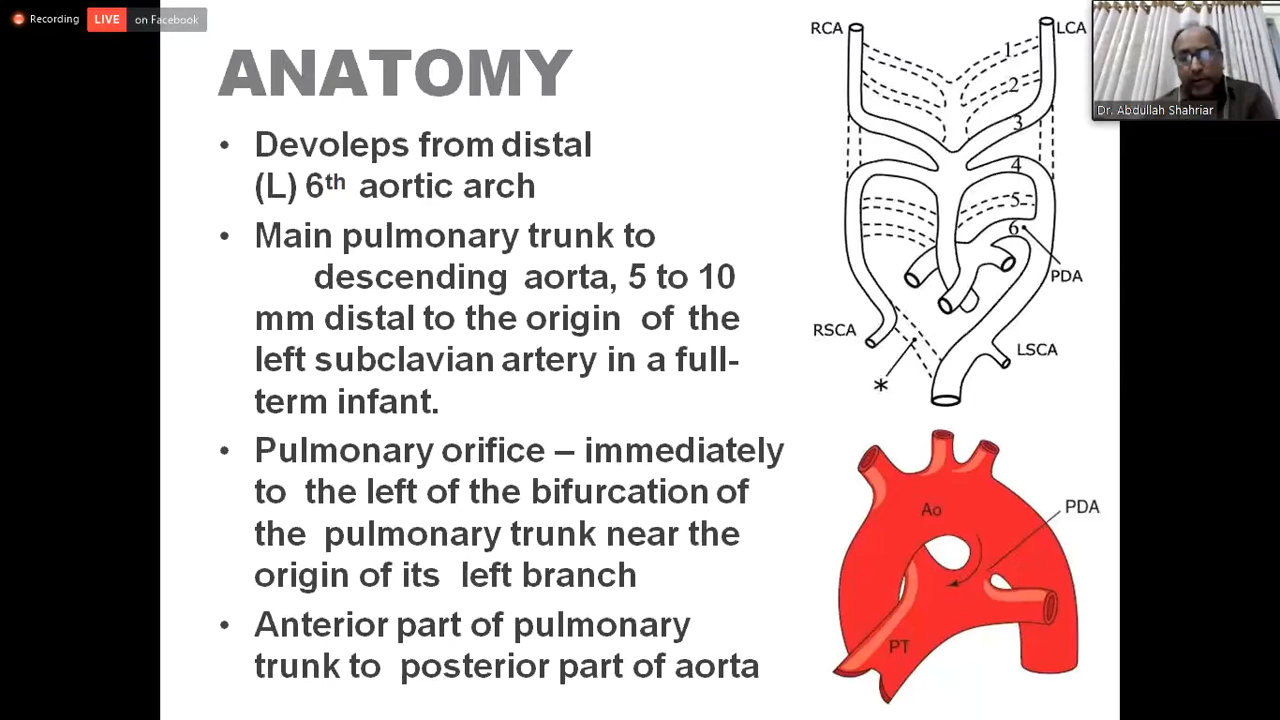 Recording
LIVE on Facebook
ANATOMY
• Devoleps from distal
(L) 6th aortic arch
• Main pulmonary trunk to
descending aorta, 5 to 10
mm distal to the origin of the
left subclavian artery in a full-
term infant.
• Pulmonary orifice – immediately
to the left of the bifurcation of
the pulmonary trunk near the
origin of its left branch
• Anterior part of pulmonary
trunk to posterior part of aorta
RCA
LCA
1
2
3
4
5
6
PDA
RSCA
LSCA
*
Ao
PDA
PT
Dr. Abdullah Shahriar